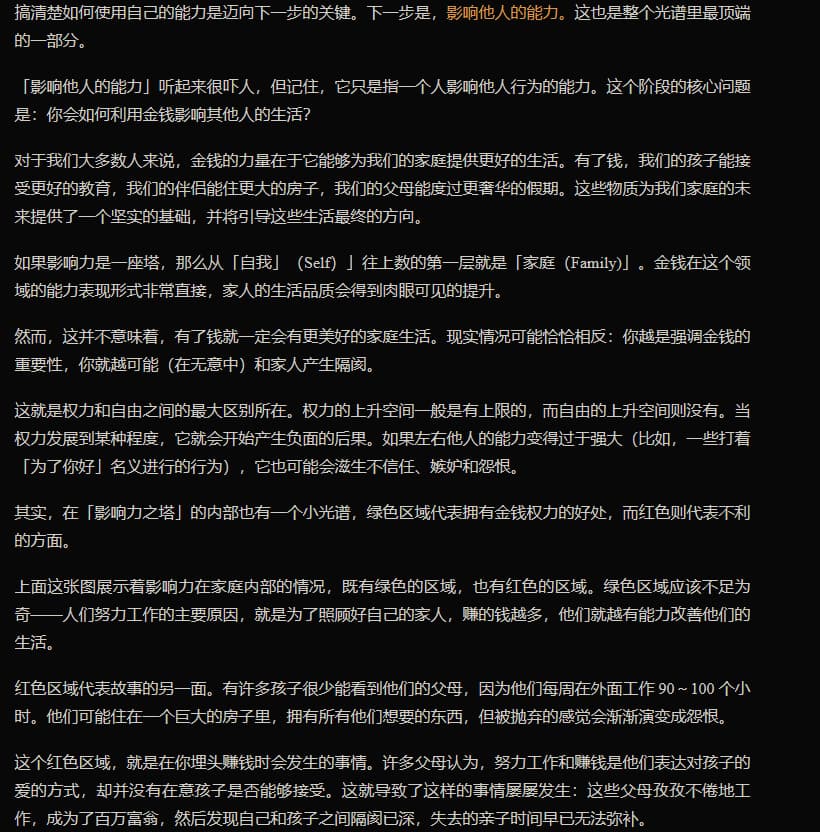 搞清楚如何使用自己的能力是迈向下一步的关键。下一步是，影响他人的能力。这也是整个光谱里最顶端
的一部分。
「影响他人的能力」听起来很吓人，但记住，它只是指一个人影响他人行为的能力。这个阶段的核心问题
是：你会如何利用金钱影响其他人的生活？
对于我们大多数人来说，金钱的力量在于它能够为我们的家庭提供更好的生活。有了钱，我们的孩子能接
受更好的教育，我们的伴侣能住更大的房子，我们的父母能度过更奢华的假期。这些物质为我们家庭的未
来提供了一个坚实的基础，并将引导这些生活最终的方向。
如果影响力是一座塔，那么从「自我」（Self）」往上数的第一层就是「家庭（Family)」。金钱在这个领
域的能力表现形式非常直接，家人的生活品质会得到肉眼可见的提升。
然而，这并不意味着，有了钱就一定会有更美好的家庭生活。现实情况可能恰恰相反：你越是强调金钱的
重要性，你就越可能（在无意中）和家人产生隔阂。
这就是权力和自由之间的最大区别所在。权力的上升空间一般是有上限的，而自由的上升空间则没有。当
权力发展到某种程度，它就会开始产生负面的后果。如果左右他人的能力变得过于强大（比如，一些打着
「为了你好」名义进行的行为），它也可能会滋生不信任、嫉妒和怨恨。
其实，在「影响力之塔」的内部也有一个小光谱，绿色区域代表拥有金钱权力的好处，而红色则代表不利
的方面。
上面这张图展示着影响力在家庭内部的情况，既有绿色的区域，也有红色的区域。绿色区域应该不足为
奇——人们努力工作的主要原因，就是为了照顾好自己的家人，赚的钱越多，他们就越有能力改善他们的
生活。
红色区域代表故事的另一面。有许多孩子很少能看到他们的父母，因为他们每周在外面工作 90～100 个小
时。他们可能住在一个巨大的房子里，拥有所有他们想要的东西，但被抛弃的感觉会渐渐演变成怨恨。
这个红色区域，就是在你埋头赚钱时会发生的事情。许多父母认为，努力工作和赚钱是他们表达对孩子的
爱的方式，却并没有在意孩子是否能够接受。这就导致了这样的事情屡屡发生：这些父母孜孜不倦地工
作，成为了百万富翁，然后发现自己和孩子之间隔阂已深，失去的亲子时间早已无法弥补。